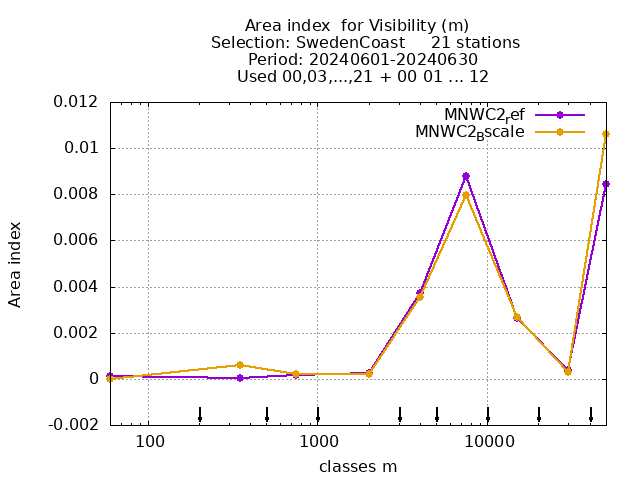 Area index  for Visibility (m)
Selection: SwedenCoast     21 stations
Period: 20240601-20240630
Used 00,03,...,21 + 00 01 ... 12
MNWC2ref
MNWC2Bscale
0.012
0.01
0.008
0.006
0.004
0.002
0
-0.002
Area index
100
1000
10000
classes m